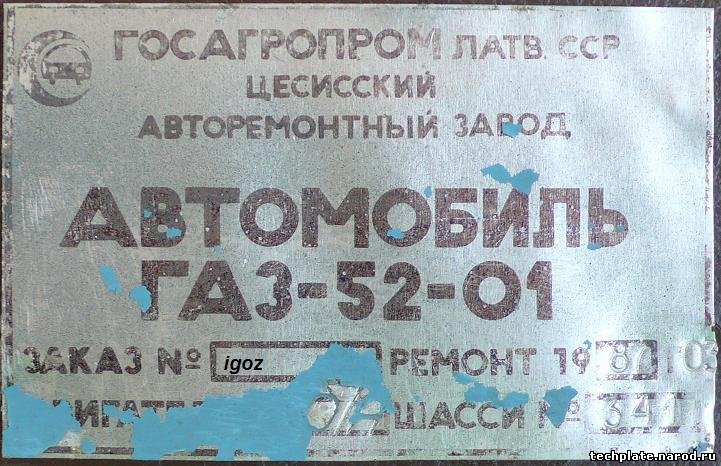 ГОСАГРОПРОМ ЛАТВ. ССР
ЦЕСИССКИЙ
АВТОРЕМОНТНЫЙ ЗАВОД
АВТОМОБИЛЬ
ГАЗ-52-01
ЗАКАЗ № igoz РЕМОНТ 1987 ГОД
ШАССИ №
techplate.narod.ru